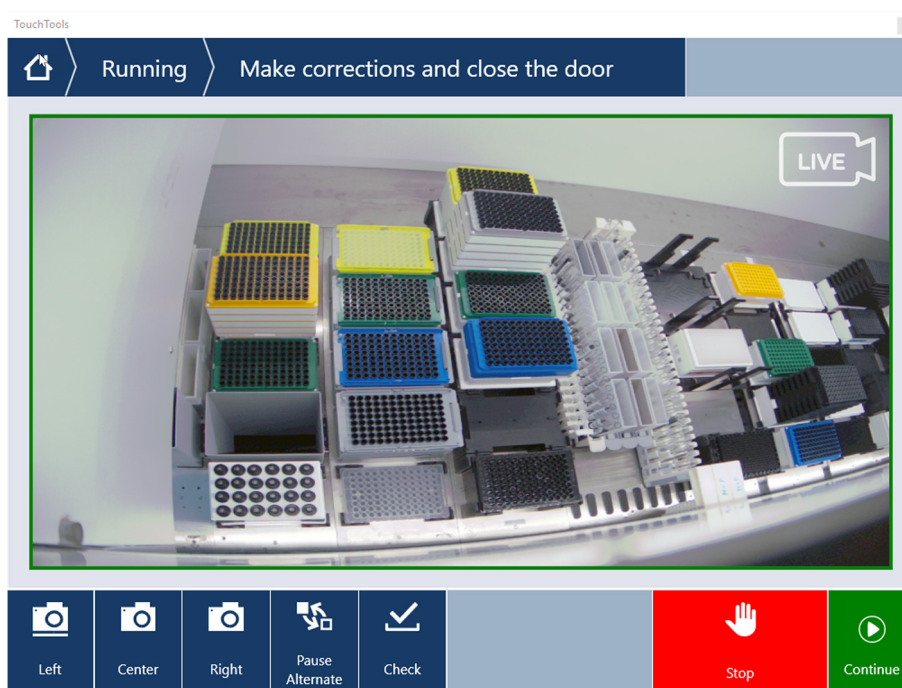 TouchTools
Running
Make corrections and close the door
LIVE
Left
Center
Right
Pause
Alternate
Check
Stop
Continue